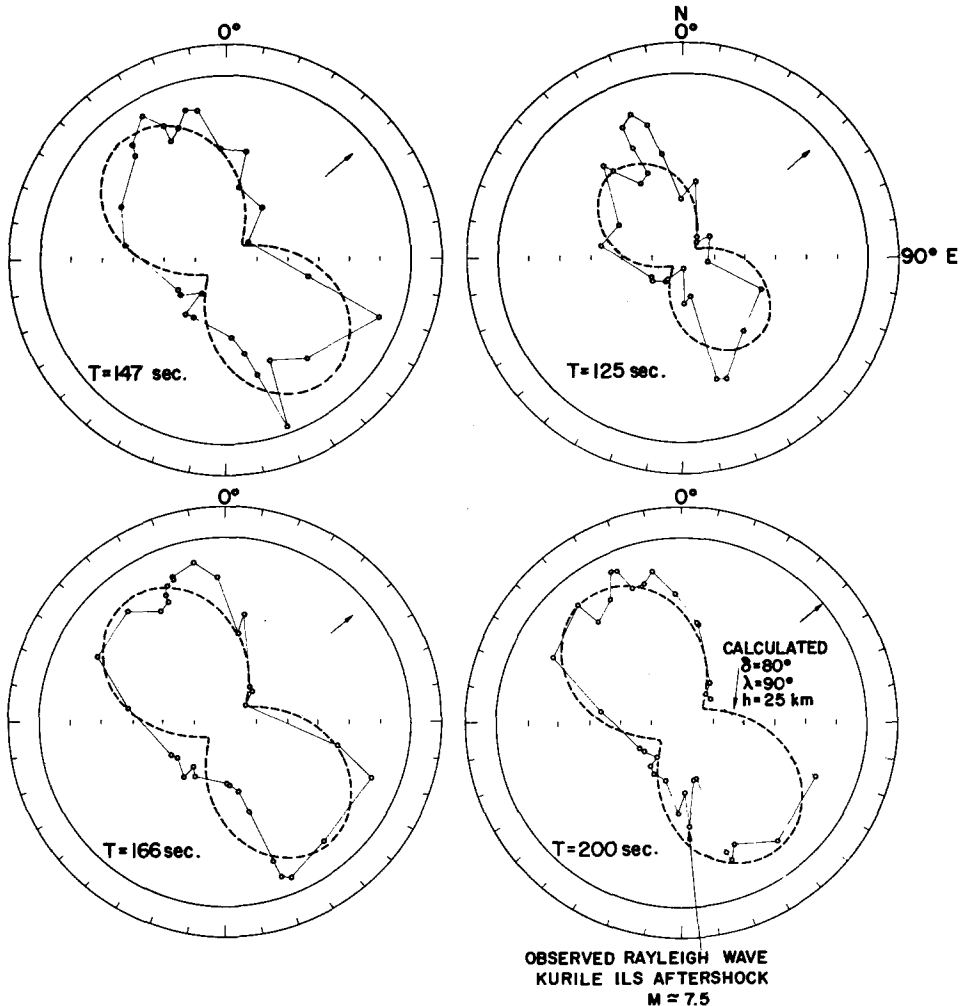 0°
N
0°
90° E
T=147 sec.
T=125 sec.
0°
0°
CALCULATED
δ=80°
λ=90°
h=25 km
T=166 sec.
T=200 sec.
OBSERVED RAYLEIGH WAVE
KURILE ILS AFTERSHOCK
M ≃ 7.5